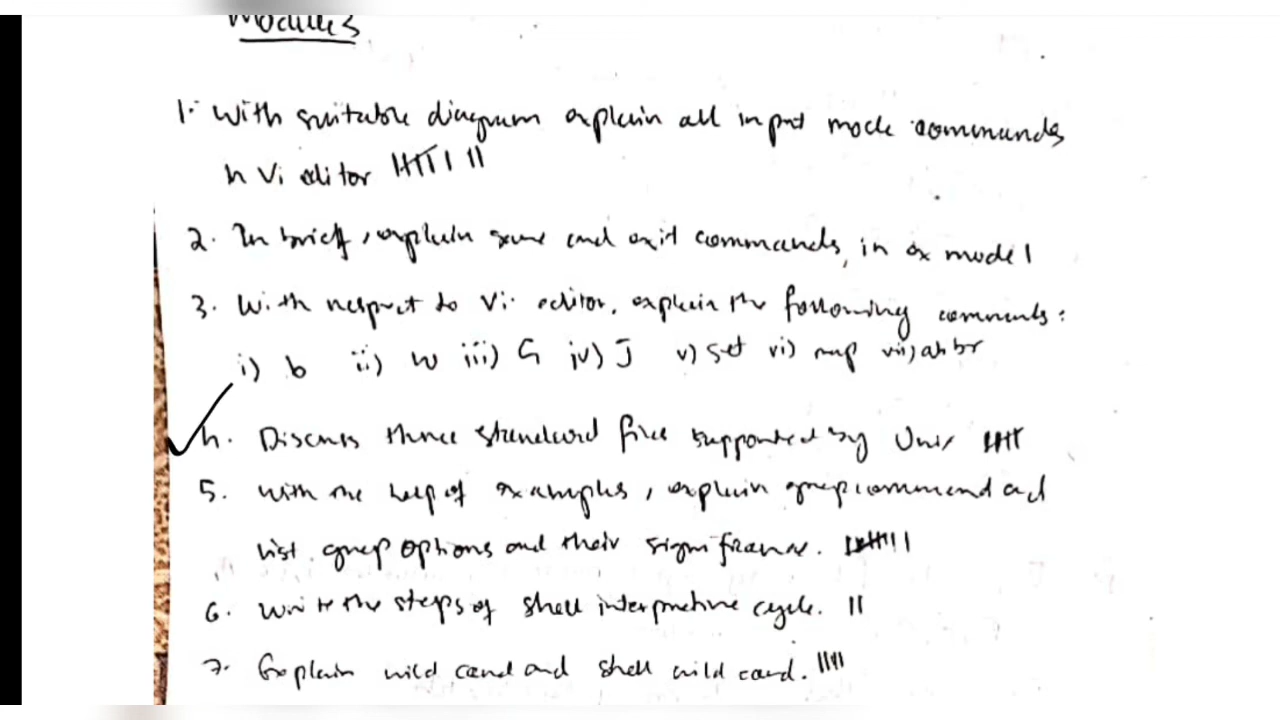 Modules
1. With suitable diagram explain all input mode commands
in Vi editor
2. In brief, explain save and exit commands, in ex mode
3. With respect to Vi editor, explain the following commands:
i) b ii) w iii) G iv) J v) set vi) map vii) abbr
4. Discuss three standard files supported by Unix
5. With the help of examples, explain grep command and
list grep options and their significance.
6. Write the steps of shell interpretive cycle.
7. Explain wild card and shell wild card.